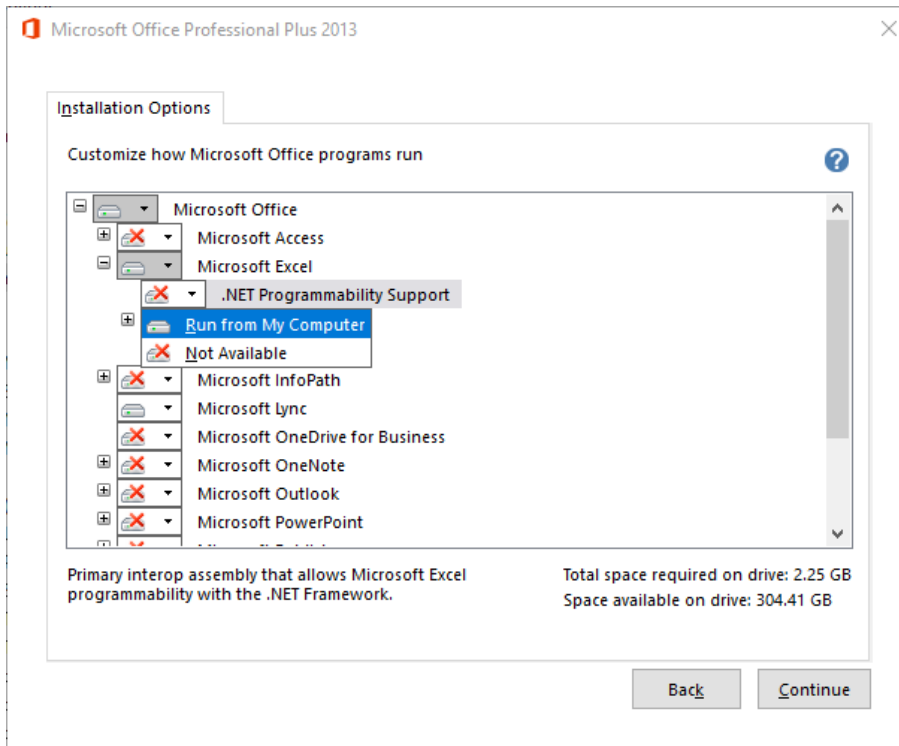 Microsoft Office Professional Plus 2013
Installation Options
Customize how Microsoft Office programs run
Microsoft Office
Microsoft Access
Microsoft Excel
.NET Programmability Support
Run from My Computer
Not Available
Microsoft InfoPath
Microsoft Lync
Microsoft OneDrive for Business
Microsoft OneNote
Microsoft Outlook
Microsoft PowerPoint
Primary interop assembly that allows Microsoft Excel
programmability with the .NET Framework.
Total space required on drive: 2.25 GB
Space available on drive: 304.41 GB
Back
Continue